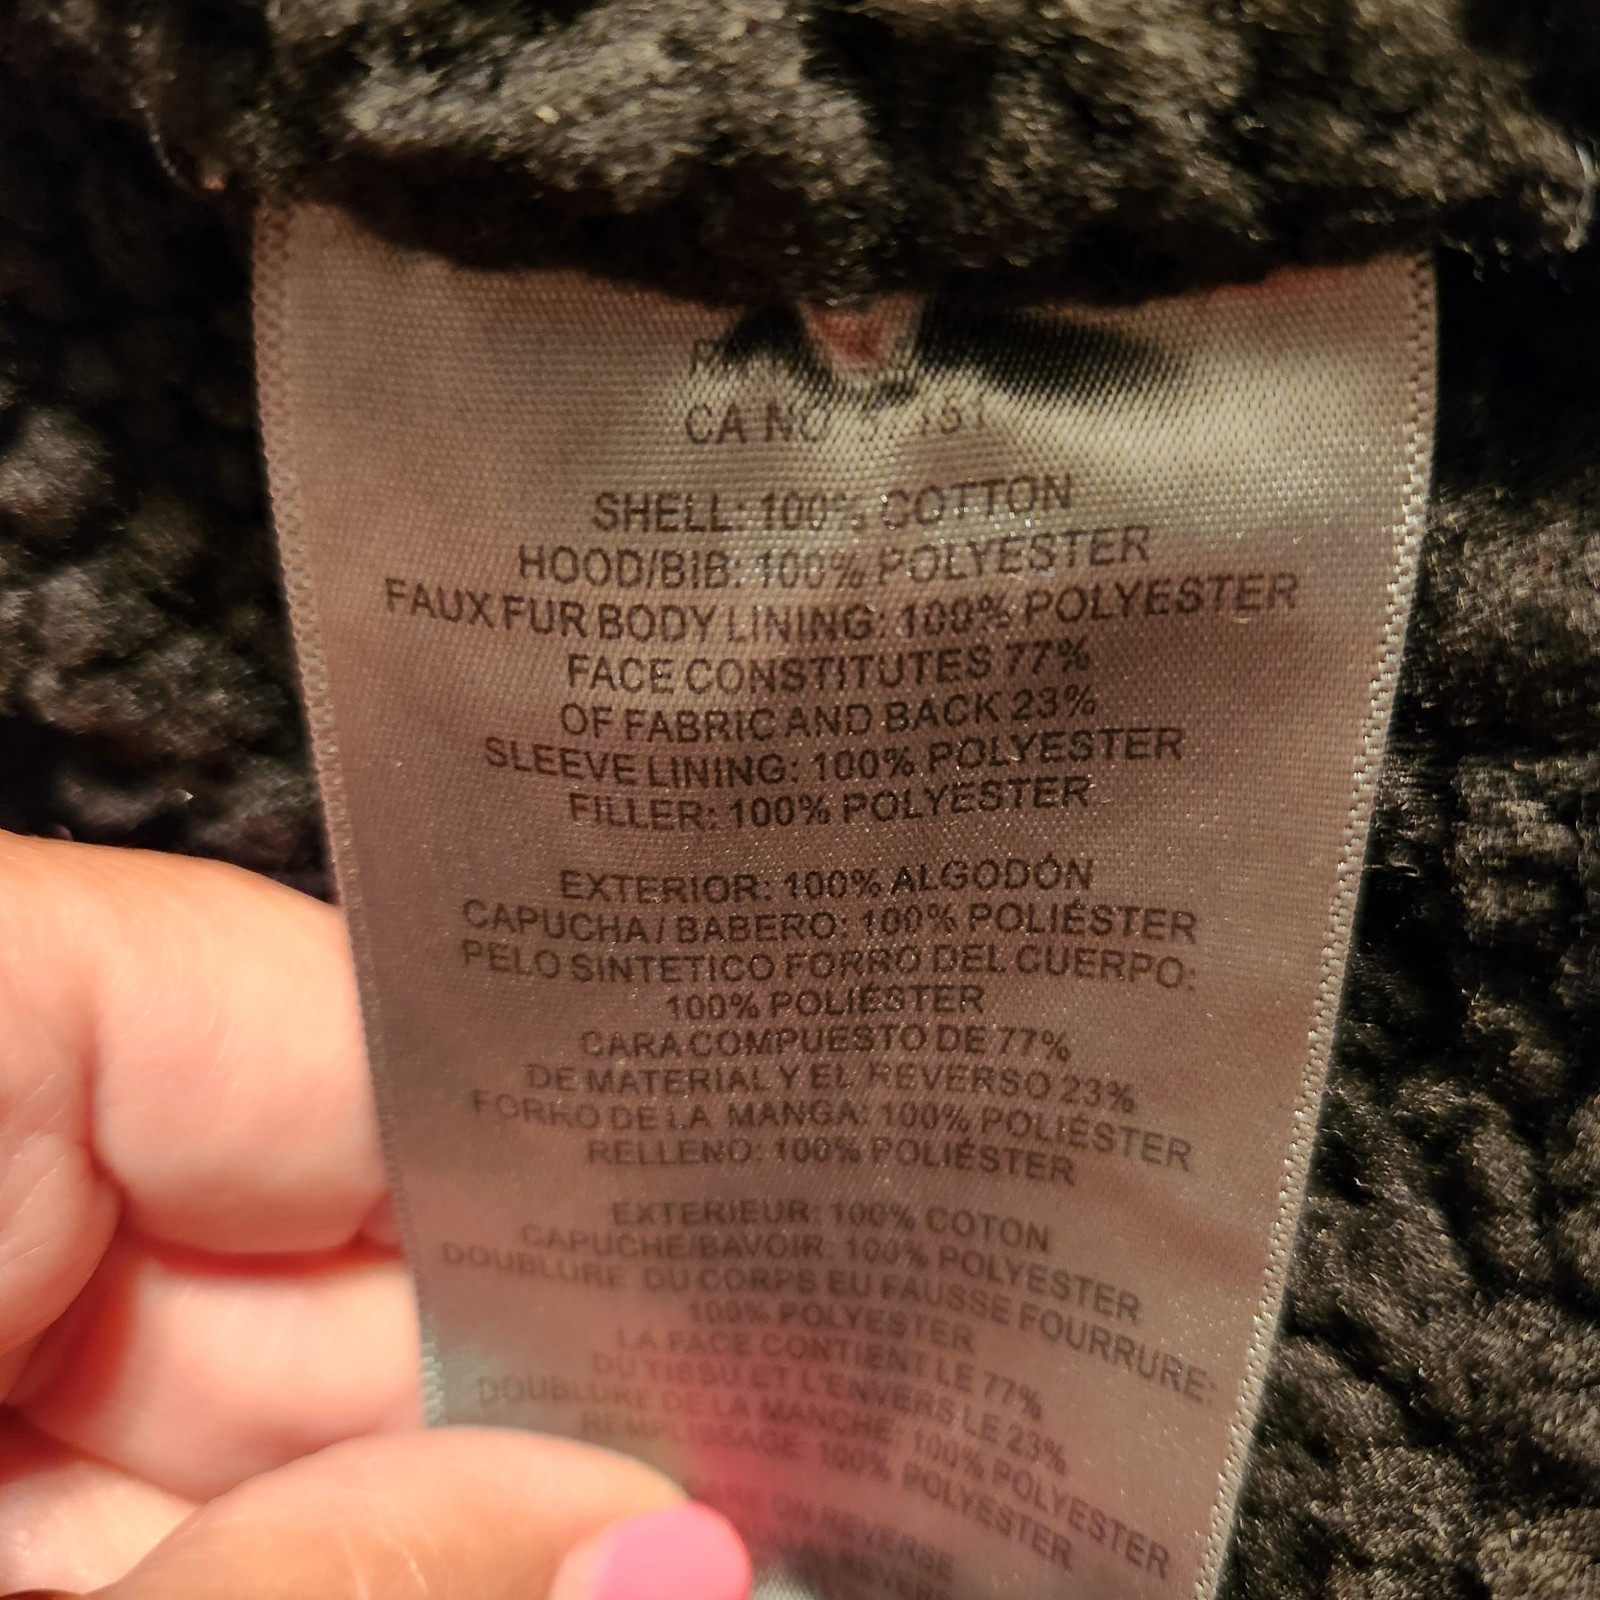 CA NO
SHELL: 100% COTTON
HOOD/BIB: 100% POLYESTER
FAUX FUR BODY LINING: 100% POLYESTER
FACE CONSTITUTES 77%
OF FABRIC AND BACK 23%
SLEEVE LINING: 100% POLYESTER
FILLER: 100% POLYESTER
EXTERIOR: 100% ALGODÓN
CAPUCHA / BABERO: 100% POLIÉSTER
PELO SINTETICO FORRO DEL CUERPO:
100% POLIÉSTER
CARA COMPUESTO DE 77%
DE MATERIAL Y EL REVERSO 23%
FORRO DE LA MANGA: 100% POLIÉSTER
RELLENO: 100% POLIÉSTER
EXTERIEUR: 100% COTON
CAPUCHE/BAVOIR: 100% POLYESTER
DOUBLURE DU CORPS EU FAUSSE FOURRURE:
100% POLYESTER
LA FACE CONTIENT LE 77%
DU TISSU ET L'ENVERS LE 23%
DOUBLURE DE LA MANCHE: 100% POLYESTER
REMPLISSAGE: 100% POLYESTER
ON REVERSE